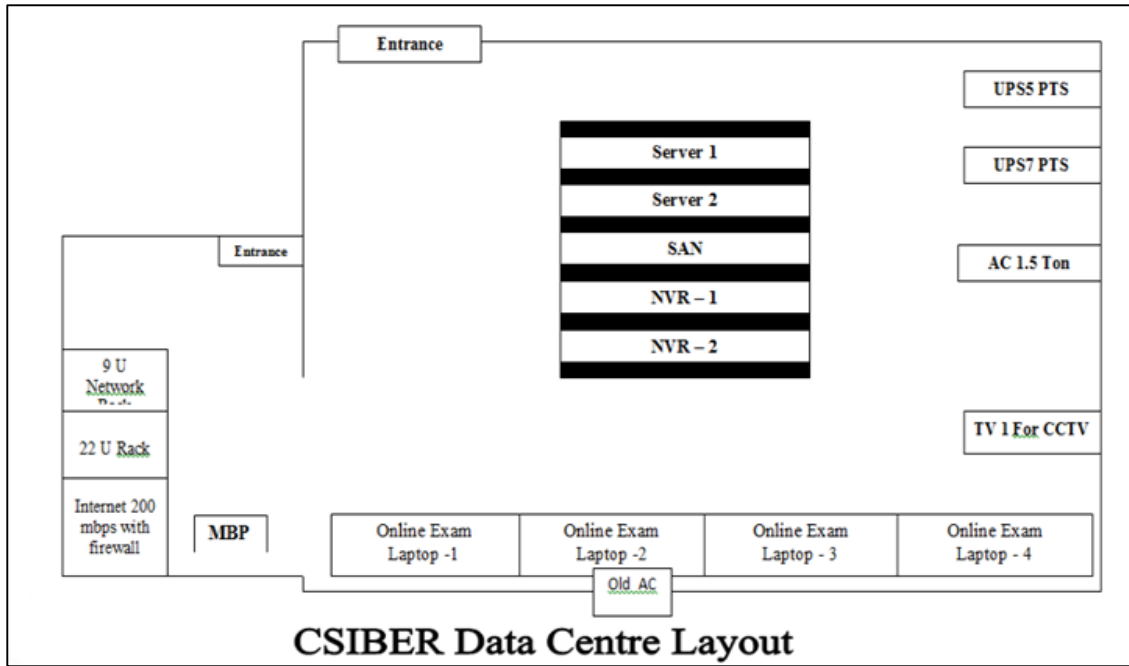 Entrance
UPS5 PTS
Server 1
UPS7 PTS
Server 2
Entrance
SAN
AC 1.5 Ton
NVR – 1
NVR – 2
9 U
Network
TV 1 For CCTV
22 U Rack
Internet 200
mbps with
firewall
MBP
Online Exam
Laptop -1
Online Exam
Laptop -2
Online Exam
Laptop - 3
Online Exam
Laptop - 4
Old AC
CSIBER Data Centre Layout